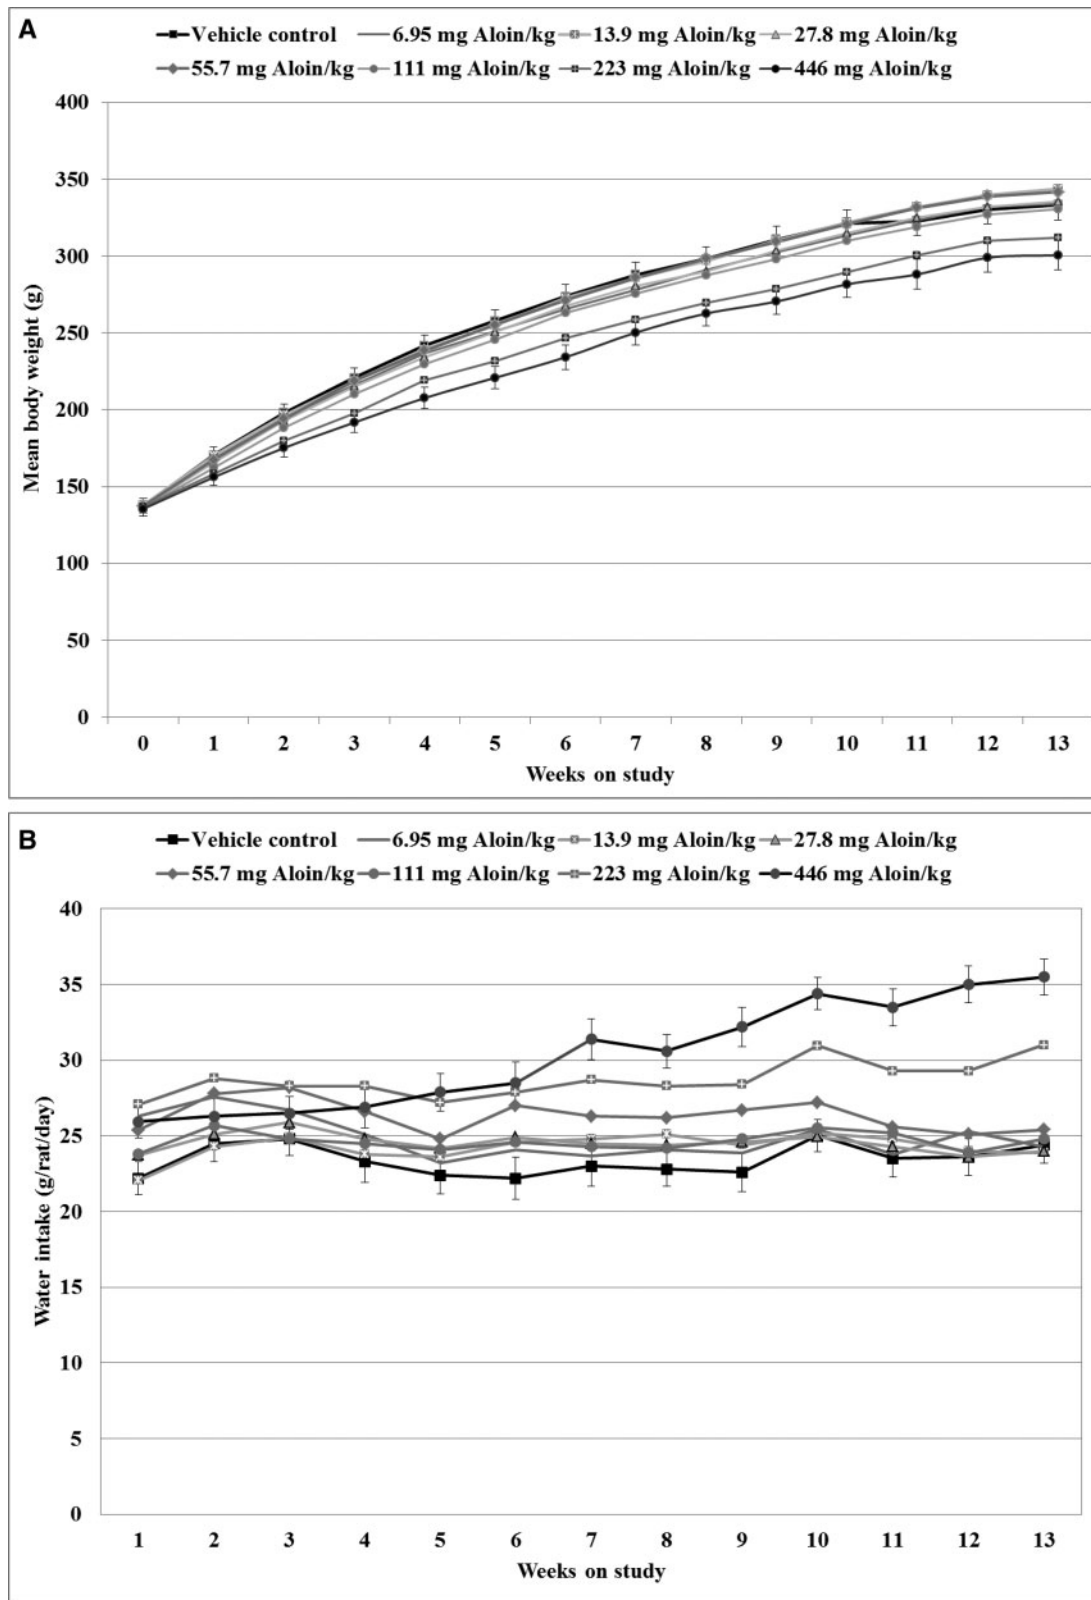 A
Vehicle control 6.95 mg Aloin/kg 13.9 mg Aloin/kg 27.8 mg Aloin/kg
55.7 mg Aloin/kg 111 mg Aloin/kg 223 mg Aloin/kg 446 mg Aloin/kg
400
350
300
250
200
150
100
50
0
Mean body weight (g)
0 1 2 3 4 5 6 7 8 9 10 11 12 13
Weeks on study
B
Vehicle control 6.95 mg Aloin/kg 13.9 mg Aloin/kg 27.8 mg Aloin/kg
55.7 mg Aloin/kg 111 mg Aloin/kg 223 mg Aloin/kg 446 mg Aloin/kg
40
35
30
25
20
15
10
5
0
Water intake (g/rat/day)
1 2 3 4 5 6 7 8 9 10 11 12 13
Weeks on study